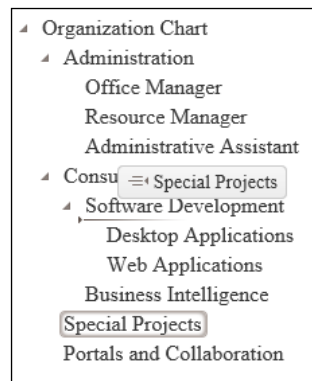 Organization Chart
Administration
Office Manager
Resource Manager
Administrative Assistant
Consu
Special Projects
Software Development
Desktop Applications
Web Applications
Business Intelligence
Special Projects
Portals and Collaboration